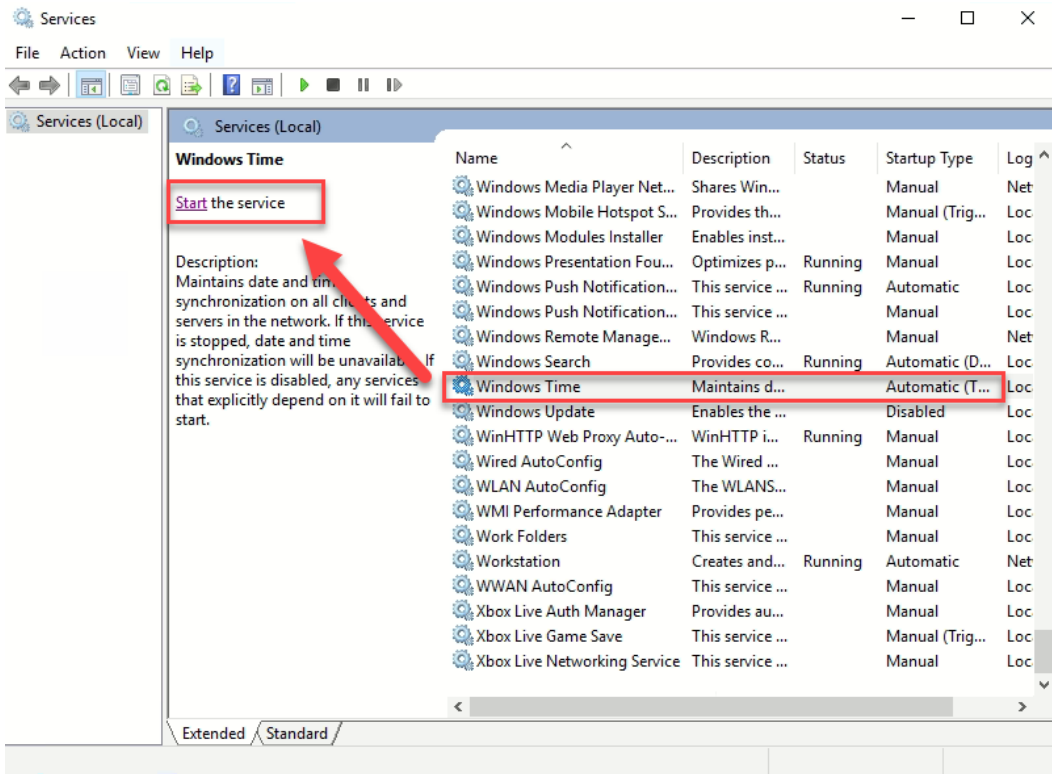 Services
File Action View Help
Services (Local)
Services (Local)
Windows Time
Start the service
Description:
Maintains date and
synchronization on all clients and
servers in the network. If this service
is stopped, date and time
synchronization will be unavailable. If
this service is disabled, any services
that explicitly depend on it will fail to
start.
Name Description Status Startup Type Log
Windows Media Player Net... Shares Win... Manual Net
Windows Mobile Hotspot S... Provides th... Manual (Trig... Loc
Windows Modules Installer Enables inst... Manual Loc
Windows Presentation Fou... Optimizes p... Running Manual Loc
Windows Push Notification... This service ... Running Automatic Loc
Windows Push Notification... This service ... Manual Loc
Windows Remote Manage... Windows R... Manual Net
Windows Search Provides co... Running Automatic (D... Loc
Windows Time Maintains d... Automatic (T... Loc
Windows Update Enables the ... Disabled Loc
WinHTTP Web Proxy Auto-... WinHTTP i... Running Manual Loc
Wired AutoConfig The Wired ... Manual Loc
WLAN AutoConfig The WLANS... Manual Loc
WMI Performance Adapter Provides pe... Manual Loc
Work Folders This service ... Manual Loc
Workstation Creates and... Running Automatic Net
WWAN AutoConfig This service ... Manual Loc
Xbox Live Auth Manager Provides au... Manual Loc
Xbox Live Game Save This service ... Manual (Trig... Loc
Xbox Live Networking Service This service ... Manual Loc
Extended Standard